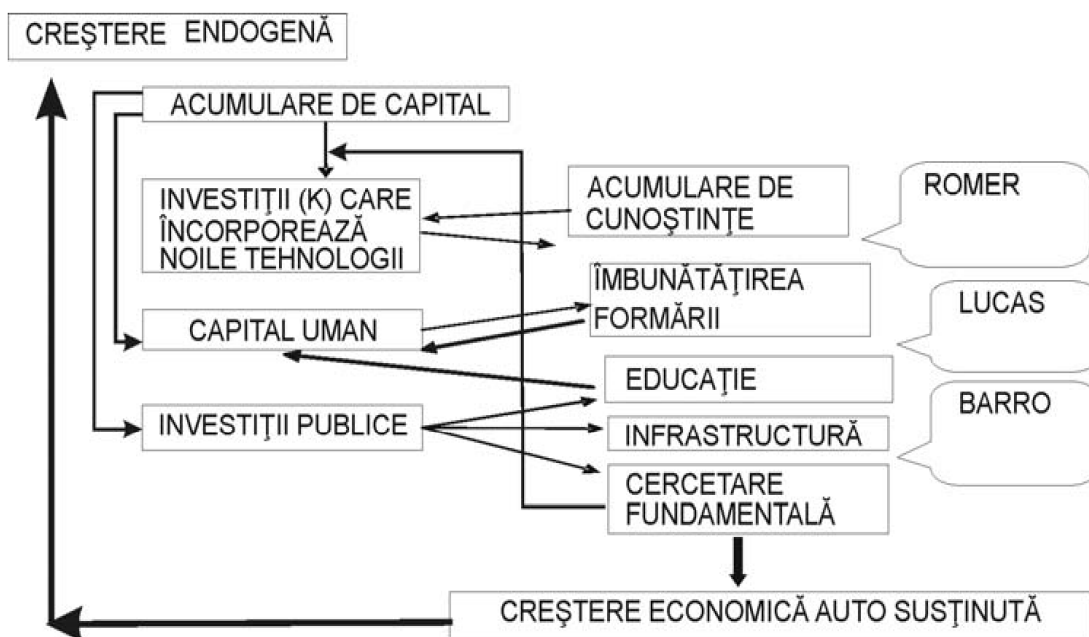 CREŞTERE ENDOGENĂ
ACUMULARE DE CAPITAL
INVESTIŢII (K) CARE
ÎNCORPOREAZĂ
NOILE TEHNOLOGII
ACUMULARE DE
CUNOŞTINŢE
ROMER
ÎMBUNĂTĂŢIREA
FORMĂRII
CAPITAL UMAN
LUCAS
EDUCAŢIE
BARRO
INVESTIŢII PUBLICE
INFRASTRUCTURĂ
CERCETARE
FUNDAMENTALĂ
CREŞTERE ECONOMICĂ AUTO SUSŢINUTĂ